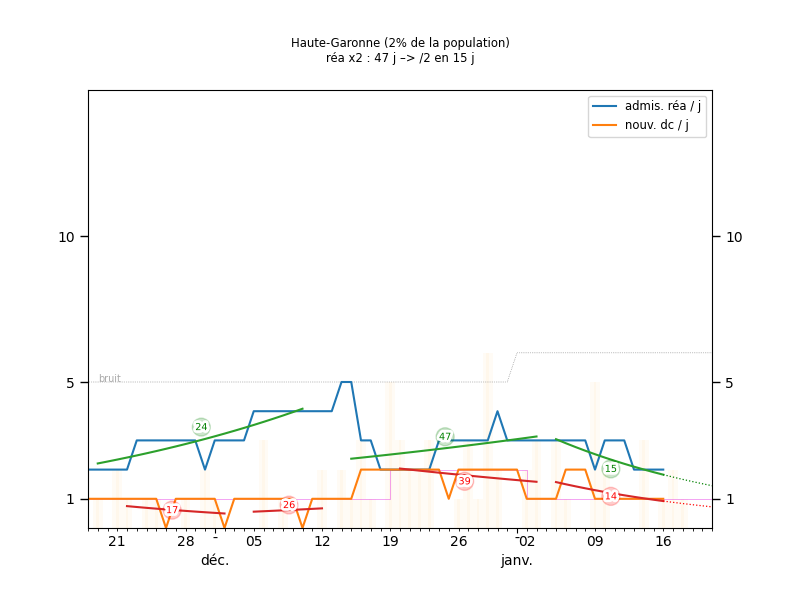 Haute-Garonne (2% de la population)
réa x2 : 47 j –> /2 en 15 j
admis. réa / j
nouv. dc / j
10 10
bruit
5 5
24
47
39
15
14
17
26
1 1
21 28 - 05 12 19 26 - 02 09 16
déc. janv.